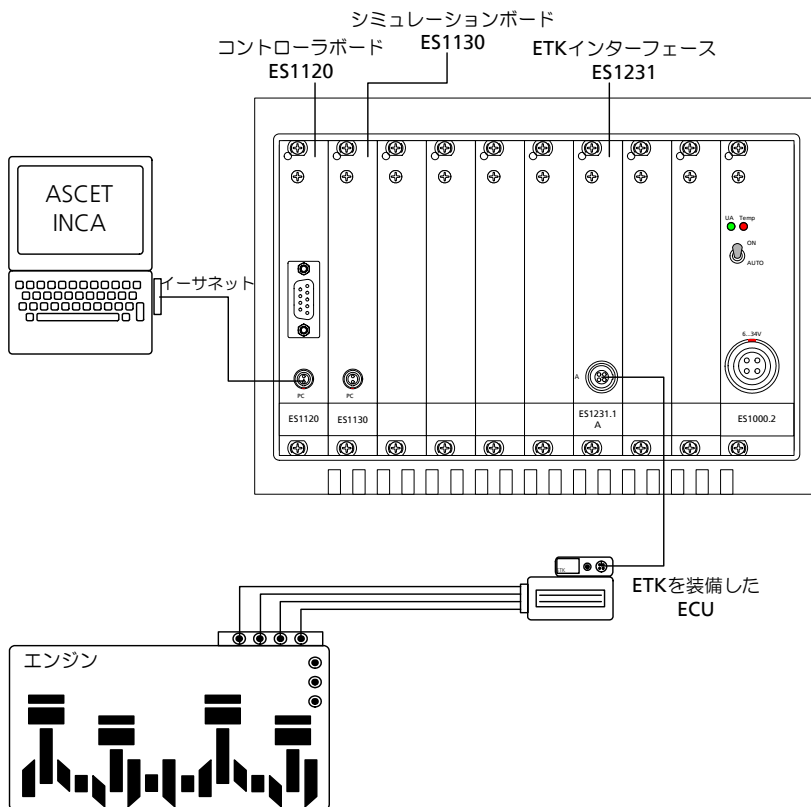 シミュレーションボード
ES1130
コントローラボード
ES1120
ETKインターフェース
ES1231
ASCET
INCA
イーサネット
UA Temp
ON
AUTO
6...34V
A
PC
PC
ES1120
ES1130
ES1231.1
A
ES1000.2
ETK
ETKを装備した
ECU
エンジン